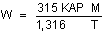 W = 315 KAP M
1,316 T